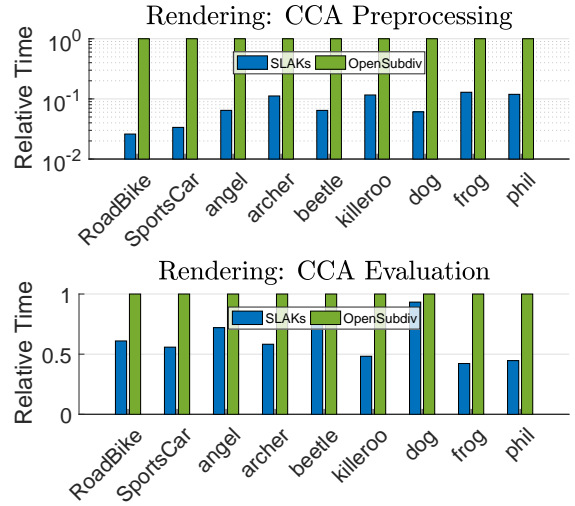 Rendering: CCA Preprocessing
Relative Time
10^0
10^-1
10^-2
SLAKs OpenSubdiv
RoadBike SportsCar angel archer beetle killeroo dog frog phil
Rendering: CCA Evaluation
Relative Time
1
0.5
0
SLAKs OpenSubdiv
RoadBike SportsCar angel archer beetle killeroo dog frog phil